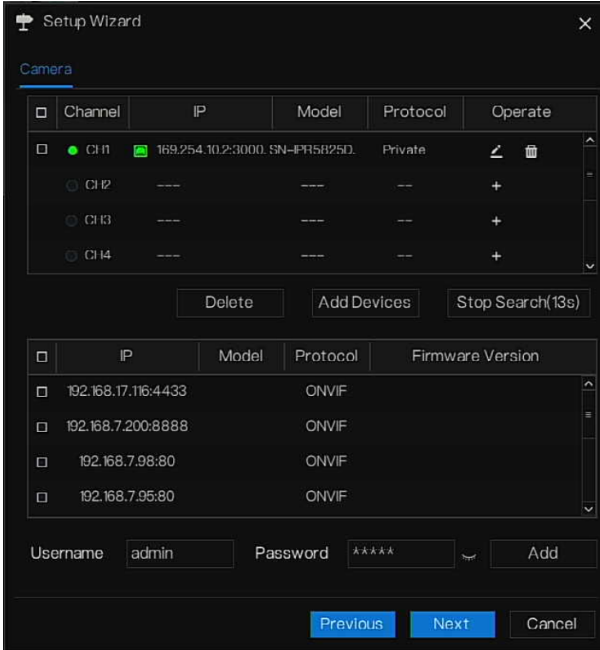 Setup Wizard
Camera
Channel IP Model Protocol Operate
CH1 169.254.10.2:3000. SN-IPR5825D. Private
CH2 --- --- -- +
CH3 --- --- -- +
CH4 --- --- -- +
Delete Add Devices Stop Search(13s)
IP Model Protocol Firmware Version
192.168.17.116:4433 ONVIF
192.168.7.200:8888 ONVIF
192.168.7.98:80 ONVIF
192.168.7.95:80 ONVIF
Username admin Password ***** Add
Previous Next Cancel